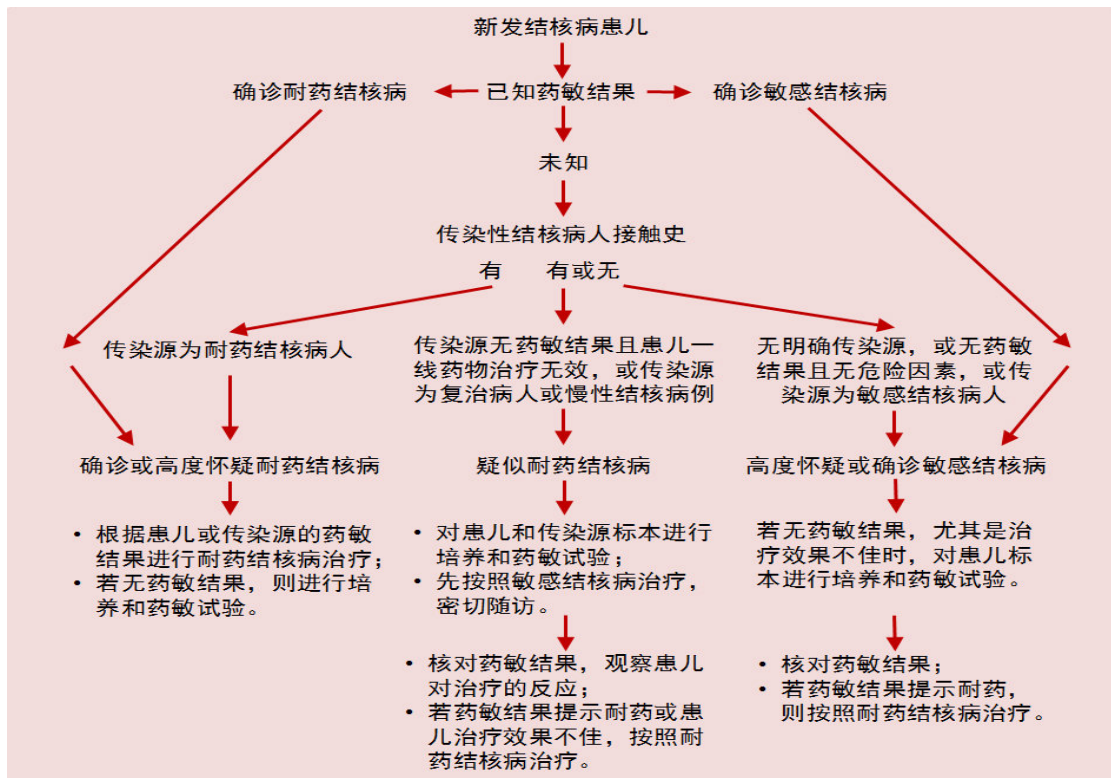 新发结核病患儿
确诊耐药结核病
已知药敏结果
确诊敏感结核病
未知
传染性结核病人接触史
有
有或无
传染源为耐药结核病人
传染源无药敏结果且患儿一
线药物治疗无效，或传染源
为复治病人或慢性结核病例
无明确传染源，或无药敏
结果且无危险因素，或传
染源为敏感结核病人
确诊或高度怀疑耐药结核病
疑似耐药结核病
高度怀疑或确诊敏感结核病
• 根据患儿或传染源的药敏
结果进行耐药结核病治疗；
• 若无药敏结果，则进行培
养和药敏试验。
• 对患儿和传染源标本进行
培养和药敏试验；
• 先按照敏感结核病治疗，
密切随访。
若无药敏结果，尤其是治
疗效果不佳时，对患儿标
本进行培养和药敏试验。
• 核对药敏结果，观察患儿
对治疗的反应；
• 若药敏结果提示耐药或患
儿治疗效果不佳，按照耐
药结核病治疗。
• 核对药敏结果；
• 若药敏结果提示耐药，
则按照耐药结核病治疗。